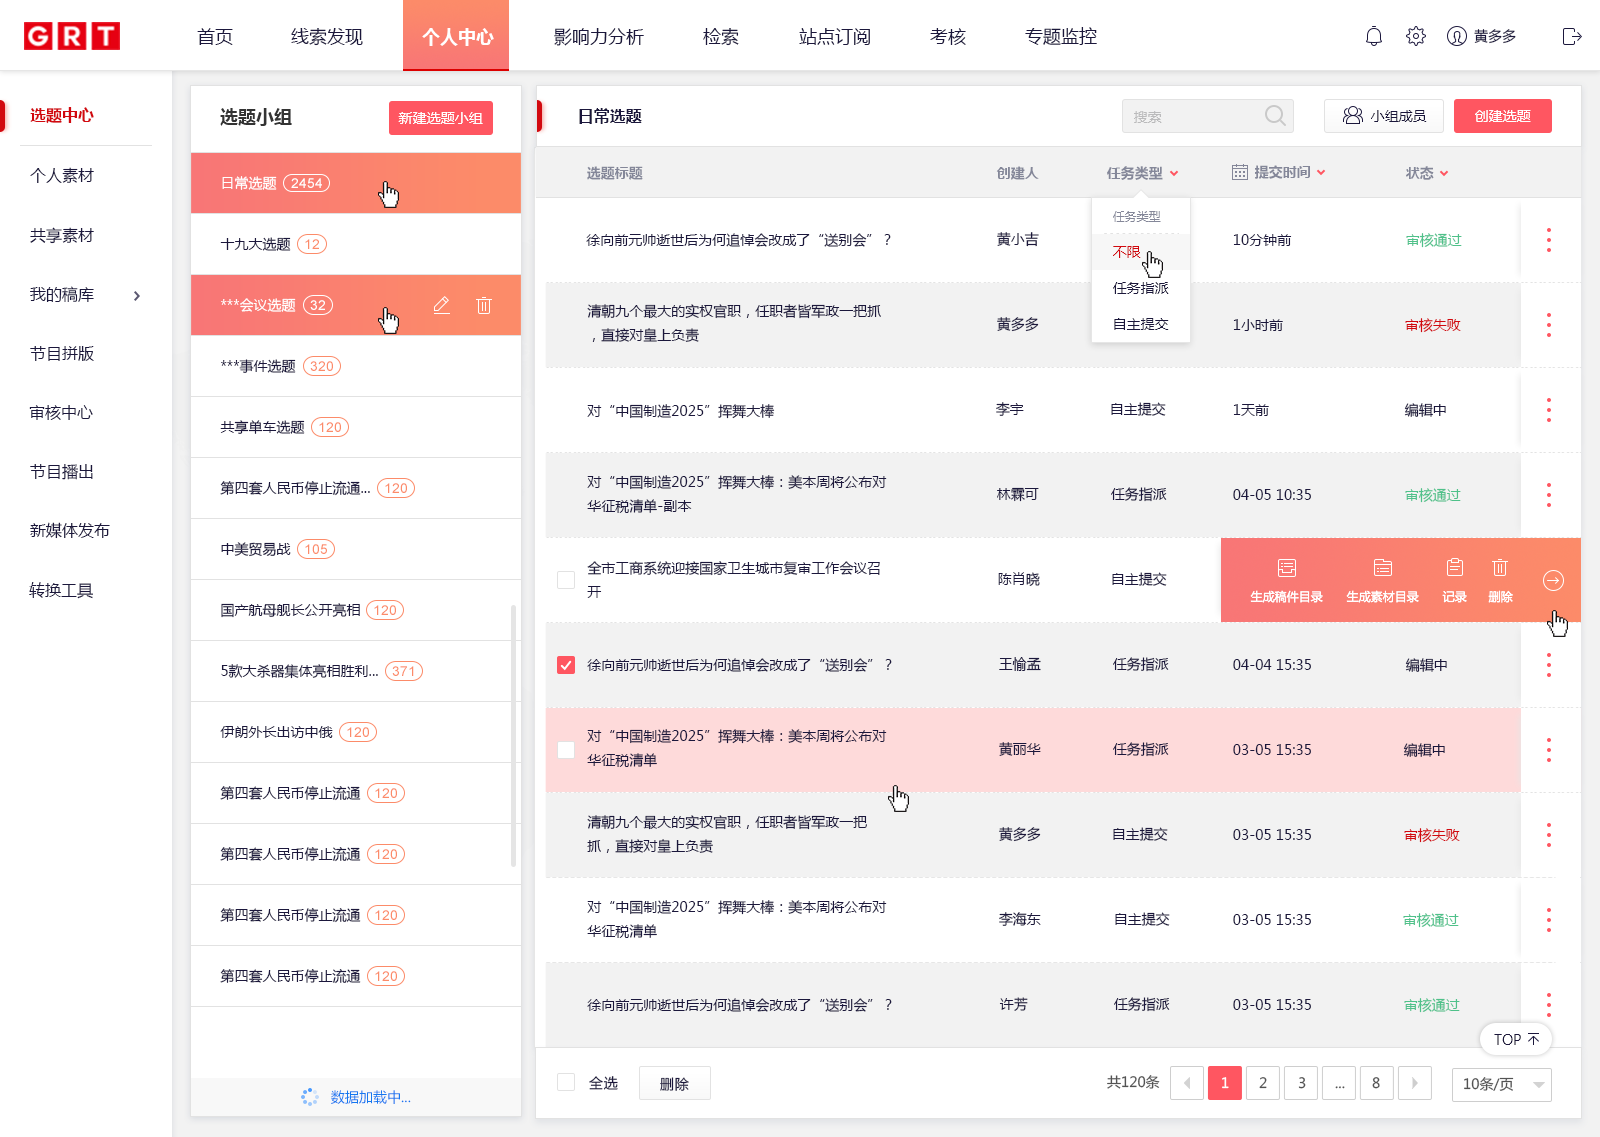 GRT
首页
线索发现
个人中心
影响力分析
检索
站点订阅
考核
专题监控
黄多多
选题中心
个人素材
共享素材
我的稿库
节目拼版
审核中心
节目播出
新媒体发布
转换工具
选题小组
新建选题小组
日常选题 2454
十九大选题 12
***会议选题 32
***事件选题 320
共享单车选题 120
第四套人民币停止流通... 120
中美贸易战 105
国产航母舰长公开亮相 120
5款大杀器集体亮相胜利... 371
伊朗外长出访中俄 120
第四套人民币停止流通 120
第四套人民币停止流通 120
第四套人民币停止流通 120
第四套人民币停止流通 120
数据加载中...
日常选题
搜索
小组成员
创建选题
选题标题 创建人 任务类型 提交时间 状态
任务类型
不限
任务指派
自主提交
徐向前元帅逝世后为何追悼会改成了“送别会”？ 黄小吉 10分钟前 审核通过
清朝九个最大的实权官职，任职者皆军政一把抓
，直接对皇上负责
黄多多 1小时前 审核失败
对“中国制造2025”挥舞大棒 李宇 自主提交 1天前 编辑中
对“中国制造2025”挥舞大棒：美本周将公布对
华征税清单-副本
林霖可 任务指派 04-05 10:35 审核通过
全市工商系统迎接国家卫生城市复审工作会议召
开
陈肖晓 自主提交
生成稿件目录 生成素材目录 记录 删除
徐向前元帅逝世后为何追悼会改成了“送别会”？ 王愉孟 任务指派 04-04 15:35 编辑中
对“中国制造2025”挥舞大棒：美本周将公布对
华征税清单
黄丽华 任务指派 03-05 15:35 编辑中
清朝九个最大的实权官职，任职者皆军政一把
抓，直接对皇上负责
黄多多 自主提交 03-05 15:35 审核失败
对“中国制造2025”挥舞大棒：美本周将公布对
华征税清单
李海东 自主提交 03-05 15:35 审核通过
徐向前元帅逝世后为何追悼会改成了“送别会”？ 许芳 任务指派 03-05 15:35 审核通过
TOP
全选
删除
共120条 1 2 3 ... 8 10条/页